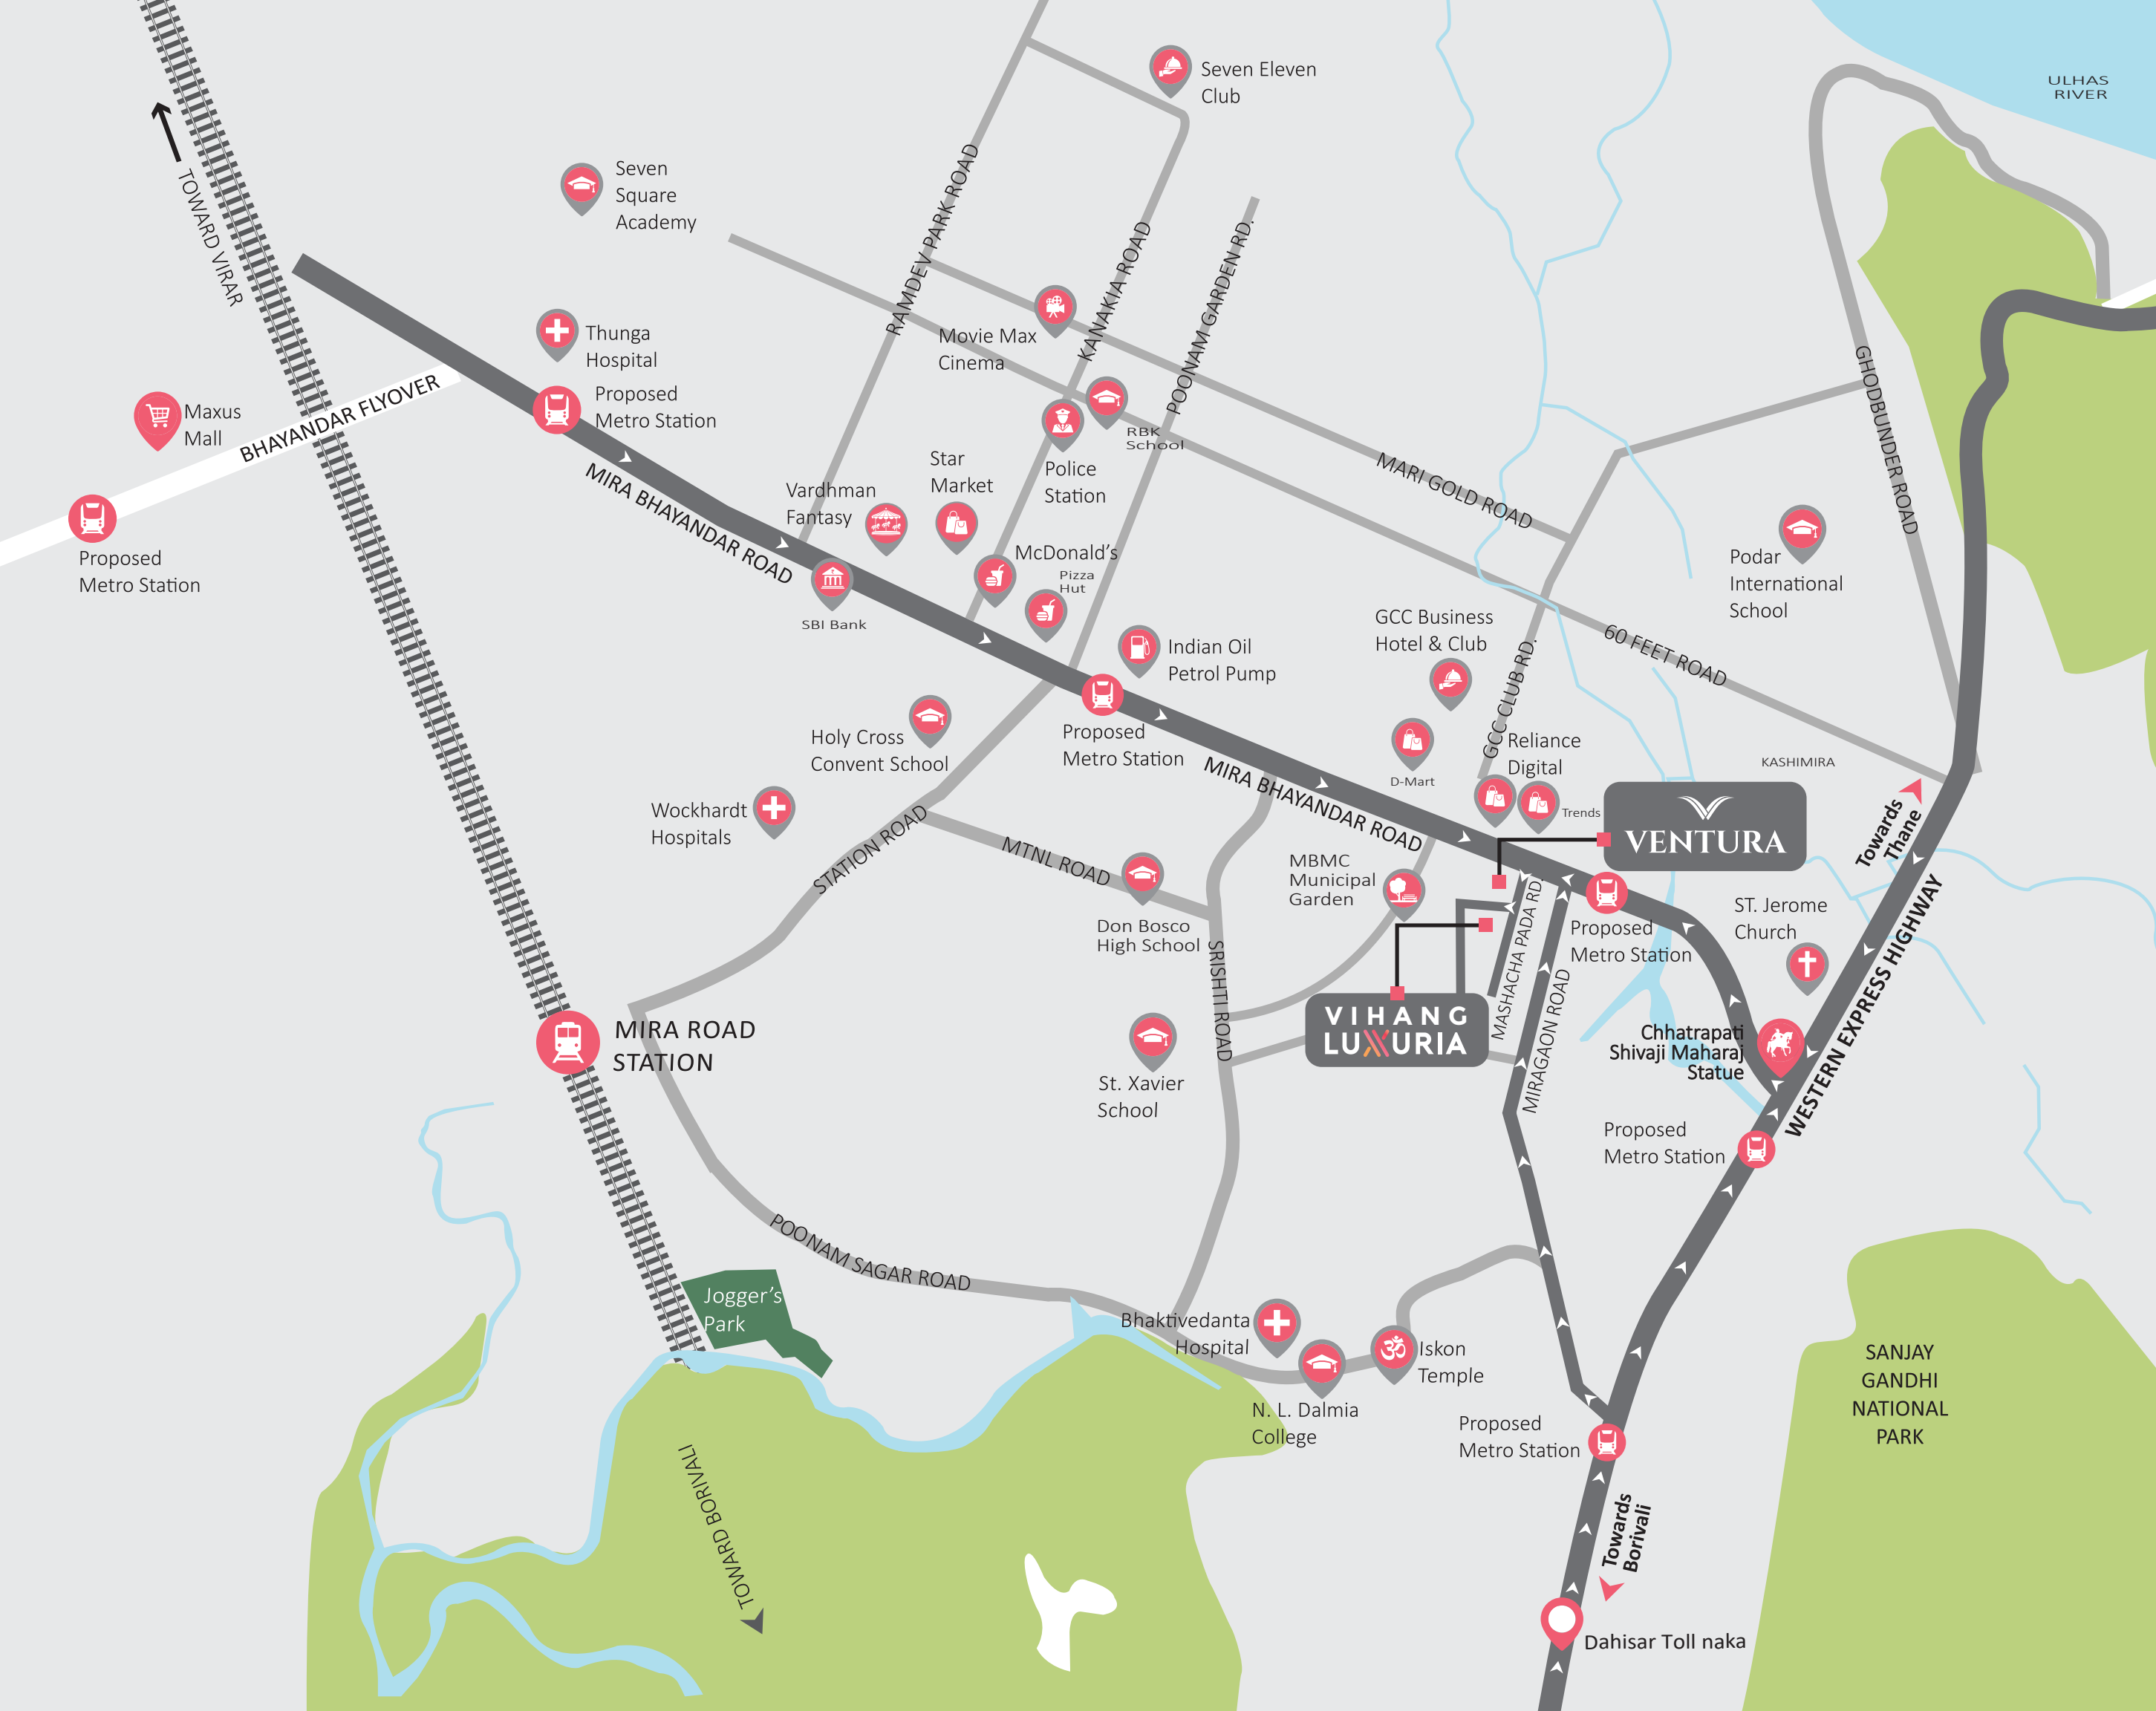 Seven Eleven
Club
ULHAS
RIVER
TOWARD VIRAR
Seven
Square
Academy
RAMDEV PARK ROAD
KANAKIA ROAD
POONAM GARDEN RD.
Thunga
Hospital
Movie Max
Cinema
Maxus
Mall
BHAYANDAR FLYOVER
Proposed
Metro Station
RBK
School
Police
Station
Star
Market
Vardhman
Fantasy
MARI GOLD ROAD
GHODBUNDER ROAD
Proposed
Metro Station
MIRA BHAYANDAR ROAD
McDonald's
Pizza
Hut
SBI Bank
Podar
International
School
GCC Business
Hotel & Club
60 FEET ROAD
GCC CLUB RD.
Indian Oil
Petrol Pump
Holy Cross
Convent School
Proposed
Metro Station
MIRA BHAYANDAR ROAD
D-Mart
Reliance
Digital
Trends
KASHIMIRA
VENTURA
Towards
Thane
Wockhardt
Hospitals
STATION ROAD
MTNL ROAD
MBMC
Municipal
Garden
Don Bosco
High School
SRISHTI ROAD
MASHACHA PADA RD.
MIRAGAON ROAD
Proposed
Metro Station
ST. Jerome
Church
WESTERN EXPRESS HIGHWAY
MIRA ROAD
STATION
VIHANG
LUXURIA
Chhatrapati
Shivaji Maharaj
Statue
St. Xavier
School
Proposed
Metro Station
POONAM SAGAR ROAD
Jogger's
Park
Bhaktivedanta
Hospital
Iskon
Temple
N. L. Dalmia
College
SANJAY
GANDHI
NATIONAL
PARK
Proposed
Metro Station
TOWARD BORIVALI
Towards
Borivali
Dahisar Toll naka